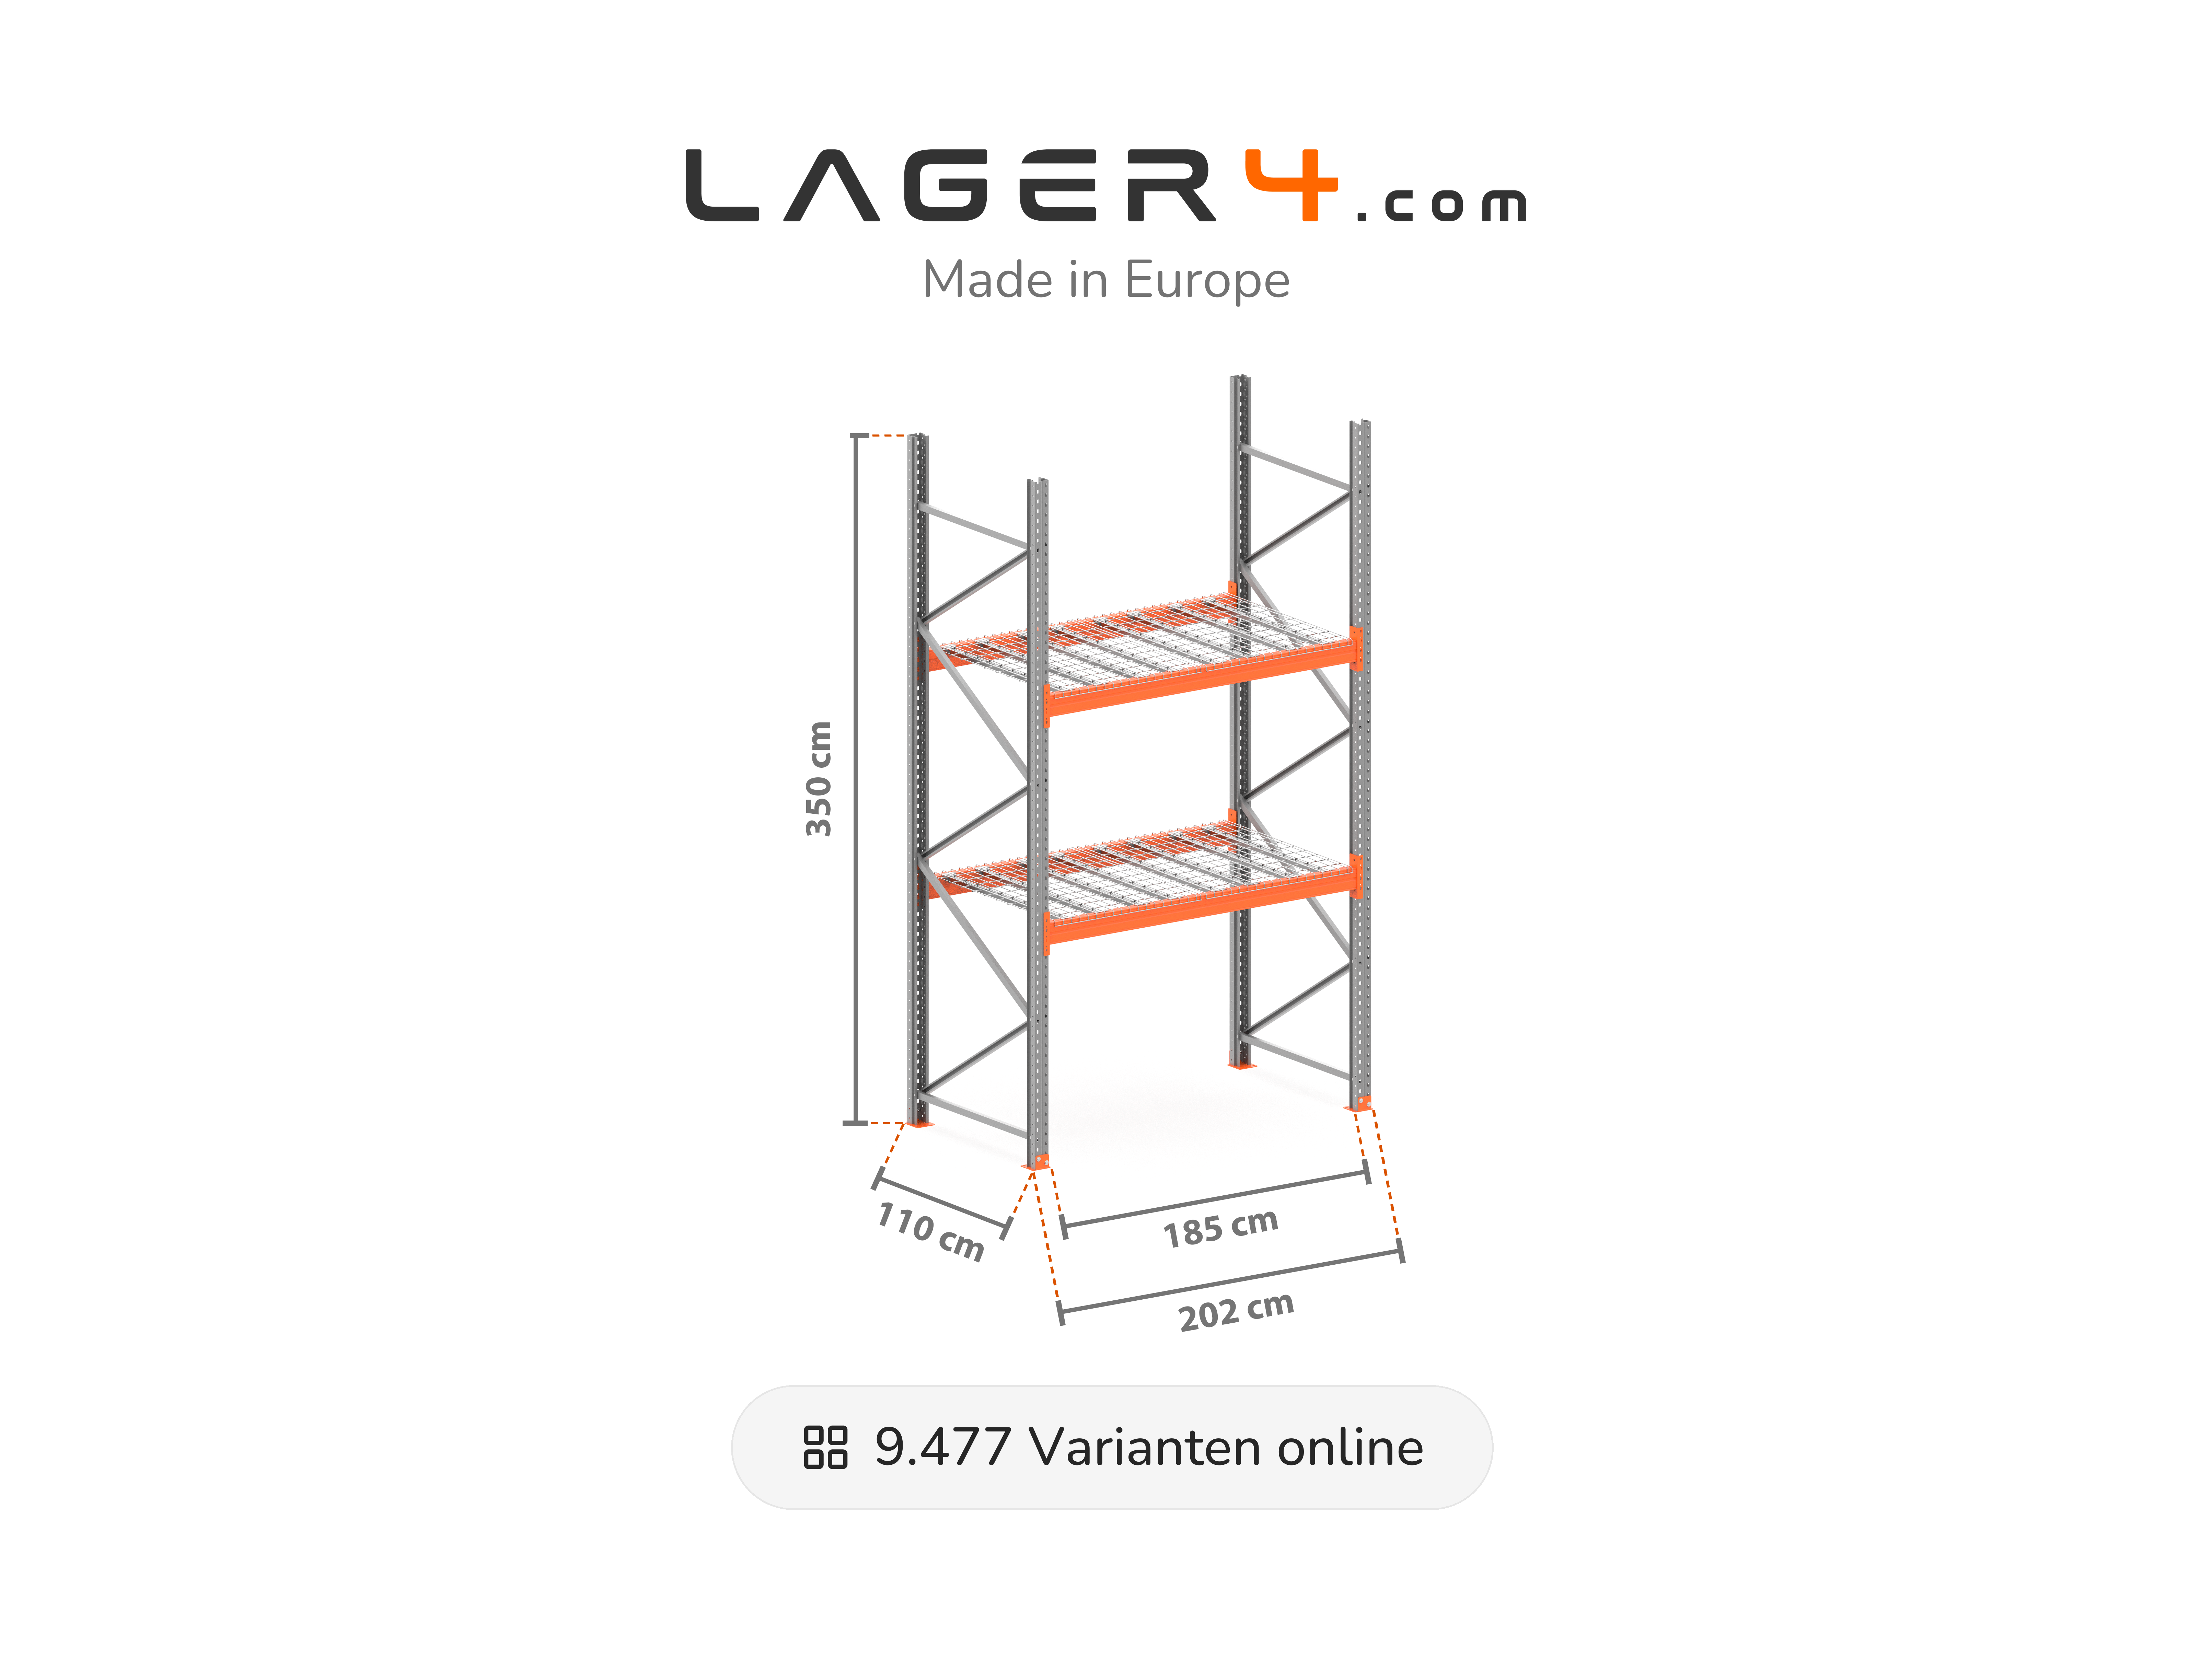 LAGER4.com
Made in Europe
350 cm
110 cm
185 cm
202 cm
9.477 Varianten online